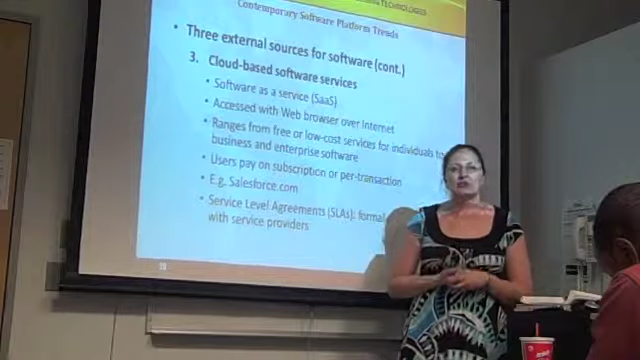 TECHNOLOGIES
Contemporary Software Platform Trends
• Three external sources for software (cont.)
3. Cloud-based software services
• Software as a service (SaaS)
• Accessed with Web browser over Internet
• Ranges from free or low-cost services for individuals to
business and enterprise software
• Users pay on subscription or per-transaction
• E.g. Salesforce.com
• Service Level Agreements (SLAs): formal
with service providers